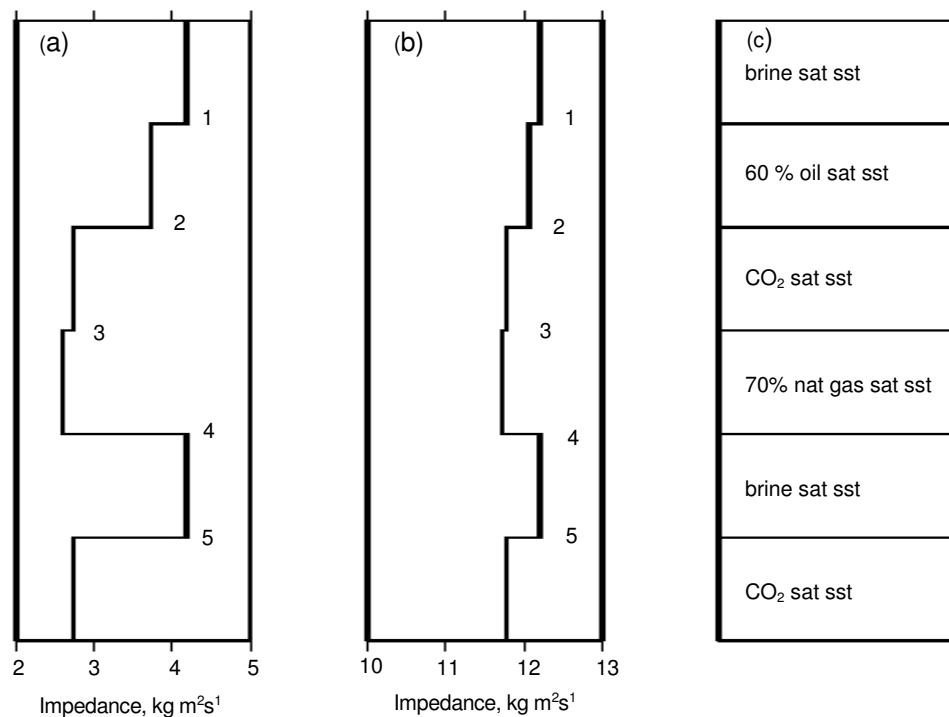 (a)
1
2
3
4
5
2 3 4 5
Impedance, kg m²s¹
(b)
1
2
3
4
5
10 11 12 13
Impedance, kg m²s¹
(c)
brine sat sst
60 % oil sat sst
CO₂ sat sst
70% nat gas sat sst
brine sat sst
CO₂ sat sst